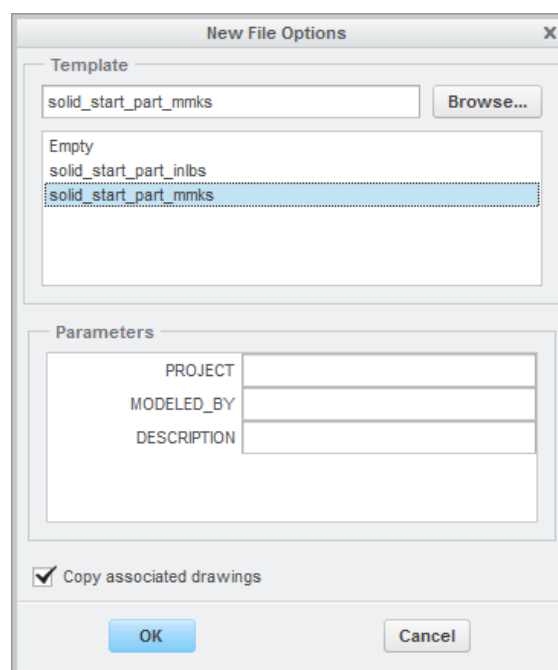 New File Options
Template
solid_start_part_mmks
Browse...
Empty
solid_start_part_inlbs
solid_start_part_mmks
Parameters
PROJECT
MODELED_BY
DESCRIPTION
Copy associated drawings
OK
Cancel